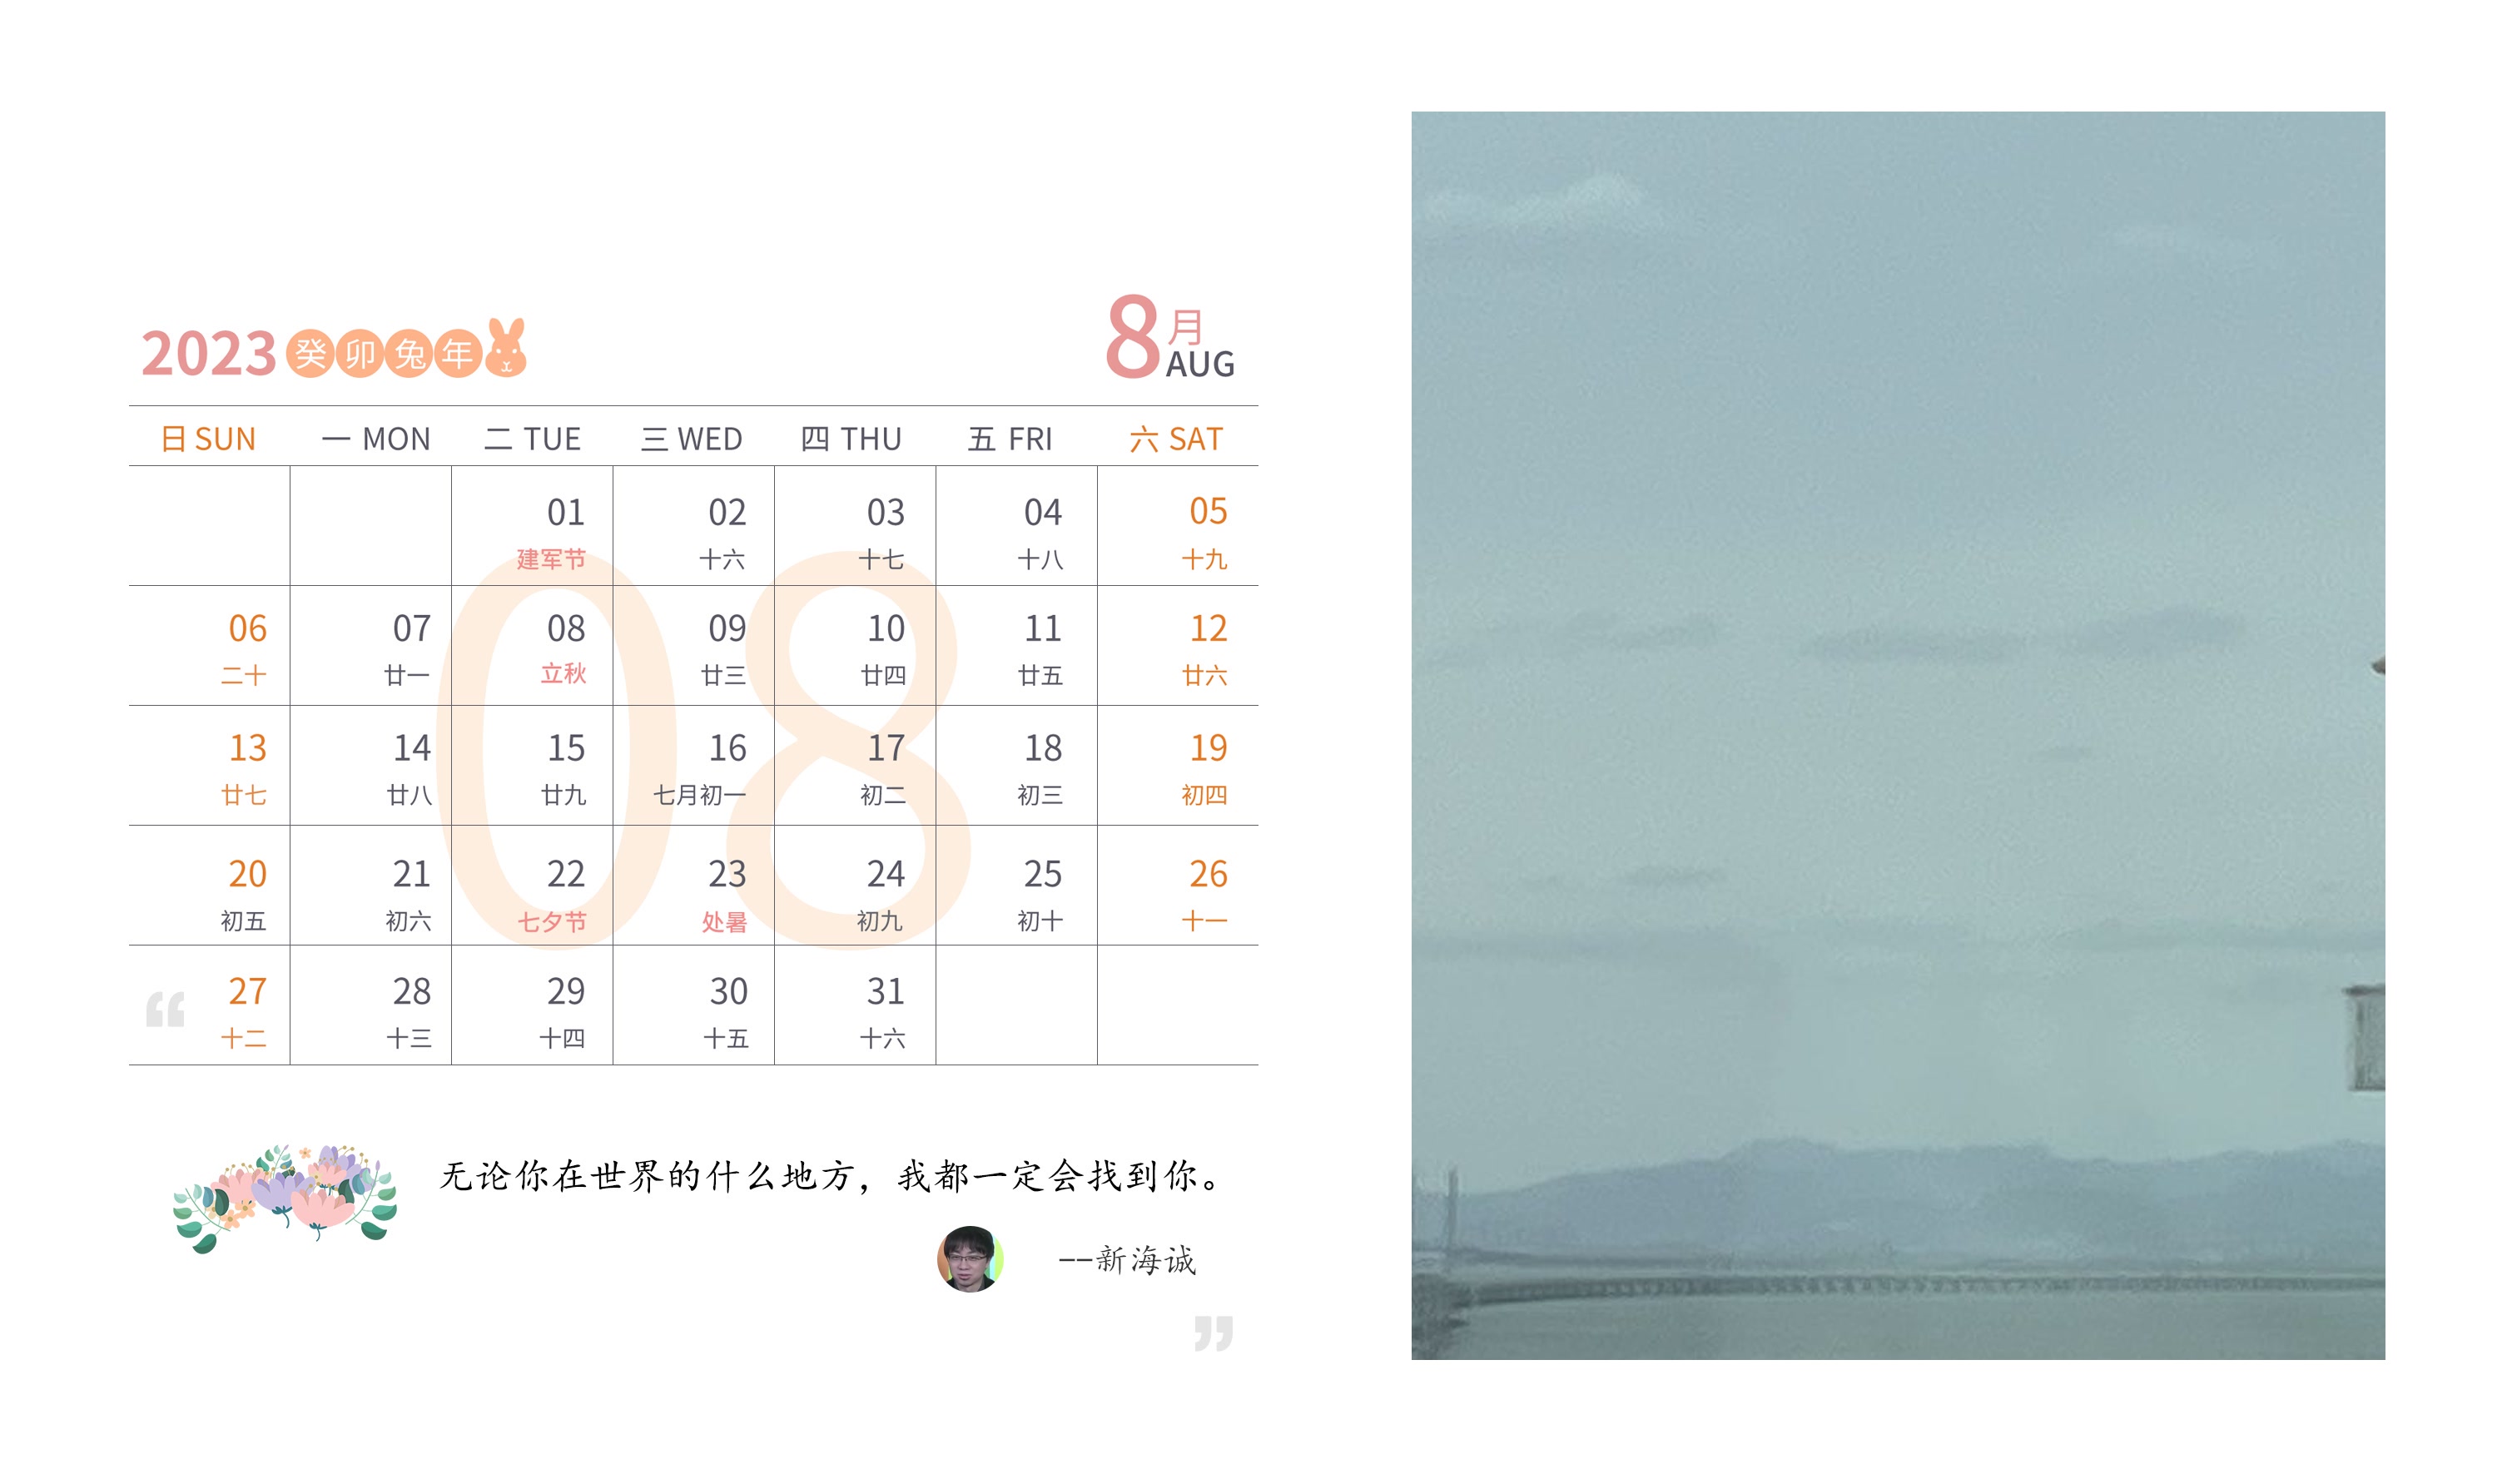 2023 癸卯兔年
8月
AUG
日 SUN 一 MON 二 TUE 三 WED 四 THU 五 FRI 六 SAT
01 02 03 04 05
建军节 十六 十七 十八 十九
06 07 08 09 10 11 12
二十 廿一 立秋 廿三 廿四 廿五 廿六
13 14 15 16 17 18 19
廿七 廿八 廿九 七月初一 初二 初三 初四
20 21 22 23 24 25 26
初五 初六 七夕节 处暑 初九 初十 十一
27 28 29 30 31
十二 十三 十四 十五 十六
08
“
无论你在世界的什么地方，我都一定会找到你。
--新海诚
”